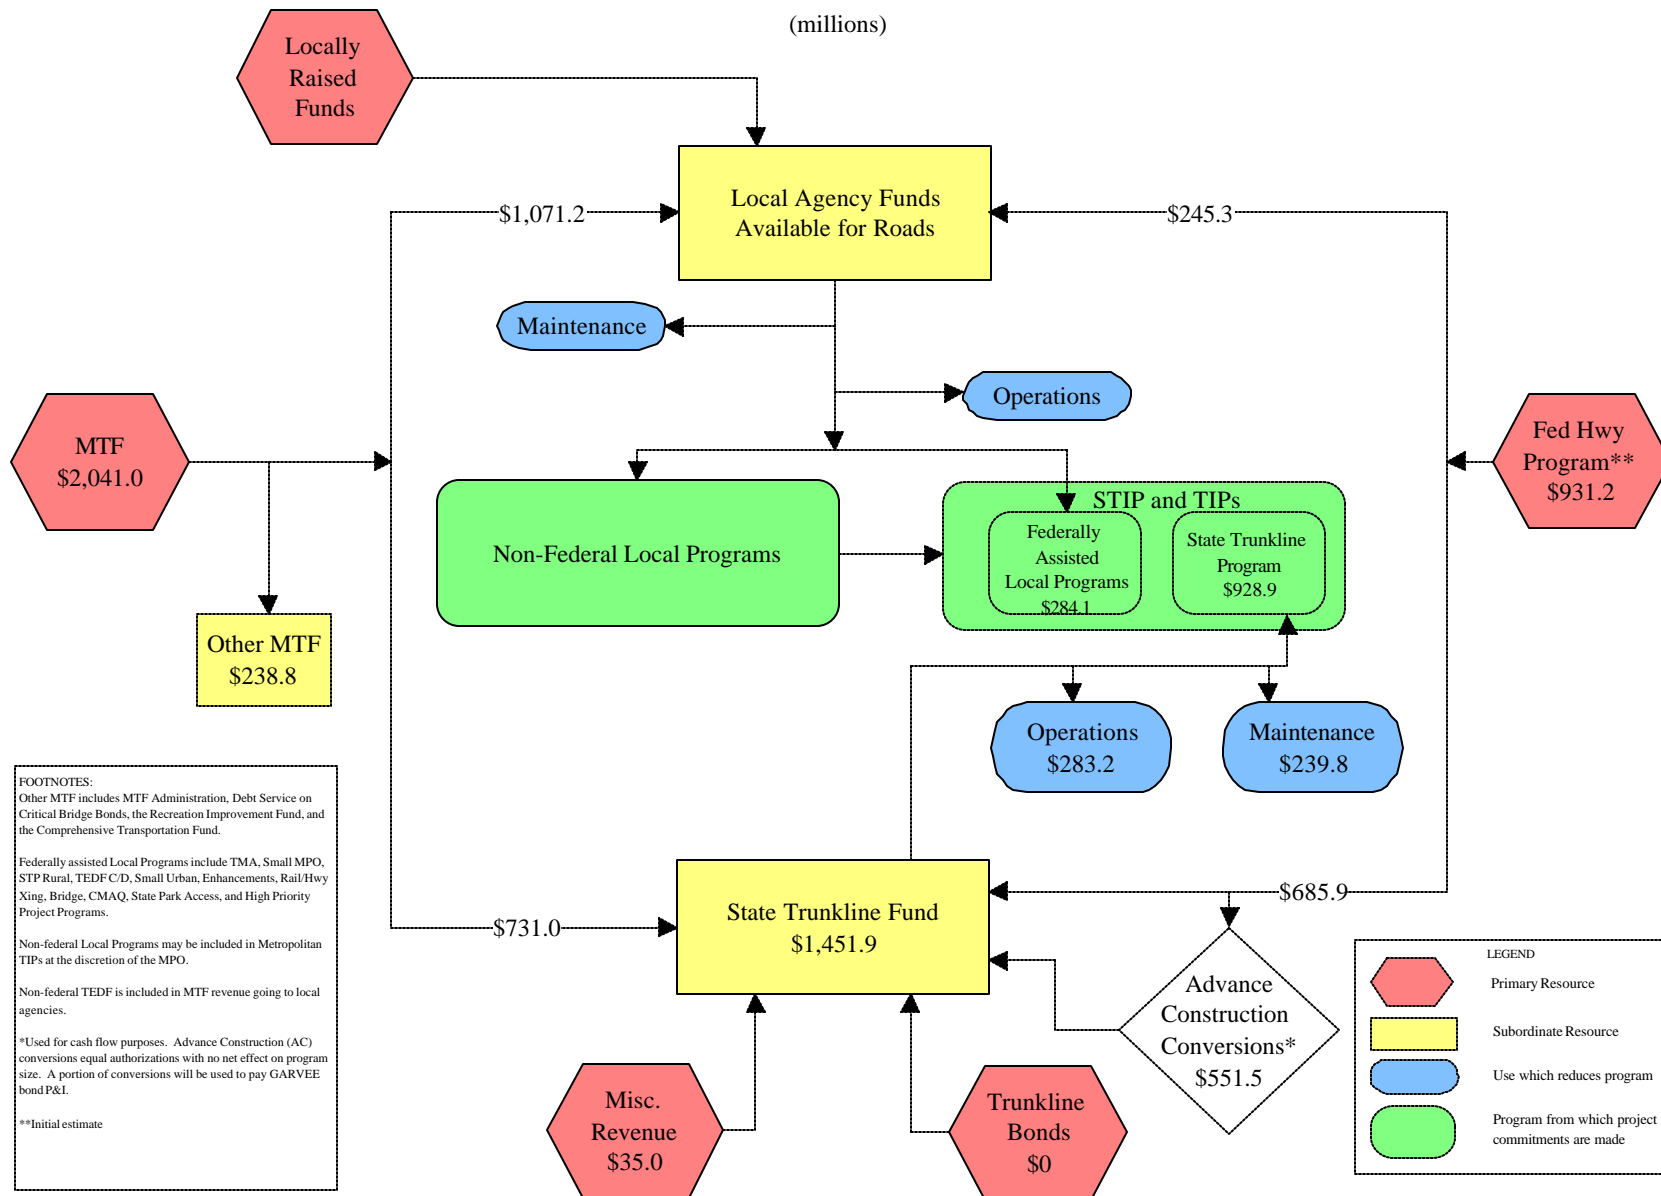 (millions)
Locally
Raised
Funds
Local Agency Funds
Available for Roads
$1,071.2
$245.3
Maintenance
Operations
MTF
$2,041.0
Fed Hwy
Program**
$931.2
Non-Federal Local Programs
STIP and TIPs
Federally
Assisted
Local Programs
$284.1
State Trunkline
Program
$928.9
Other MTF
$238.8
Operations
$283.2
Maintenance
$239.8
FOOTNOTES:
Other MTF includes MTF Administration, Debt Service on
Critical Bridge Bonds, the Recreation Improvement Fund, and
the Comprehensive Transportation Fund.
Federally assisted Local Programs include TMA, Small MPO,
STP Rural, TEDF C/D, Small Urban, Enhancements, Rail/Hwy
Xing, Bridge, CMAQ, State Park Access, and High Priority
Project Programs.
Non-federal Local Programs may be included in Metropolitan
TIPs at the discretion of the MPO.
Non-federal TEDF is included in MTF revenue going to local
agencies.
*Used for cash flow purposes. Advance Construction (AC)
conversions equal authorizations with no net effect on program
size. A portion of conversions will be used to pay GARVEE
bond P&I.
**Initial estimate
$731.0
State Trunkline Fund
$1,451.9
$685.9
Advance
Construction
Conversions*
$551.5
Misc.
Revenue
$35.0
Trunkline
Bonds
$0
LEGEND
Primary Resource
Subordinate Resource
Use which reduces program
Program from which project
commitments are made